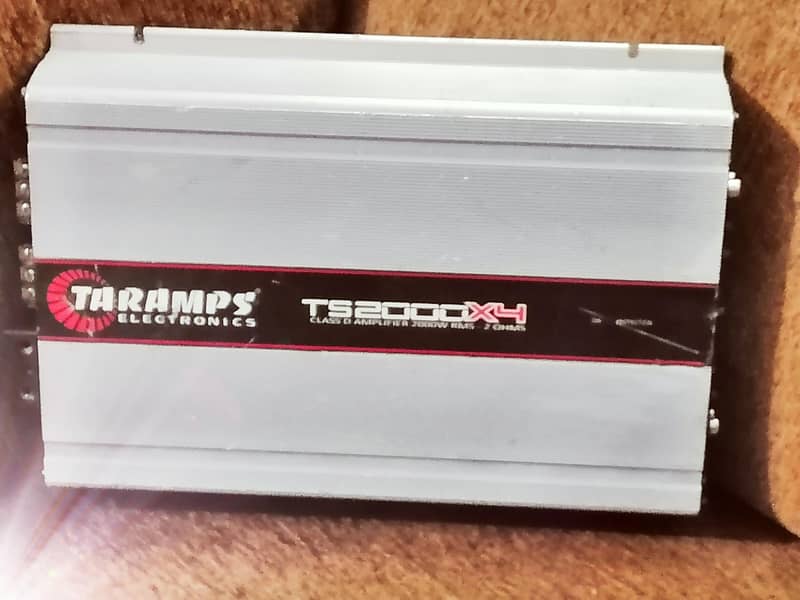 TARAMPS
ELECTRONICS
TS2000X4
CLASS D AMPLIFIER 2000W RMS - 2 OHMS